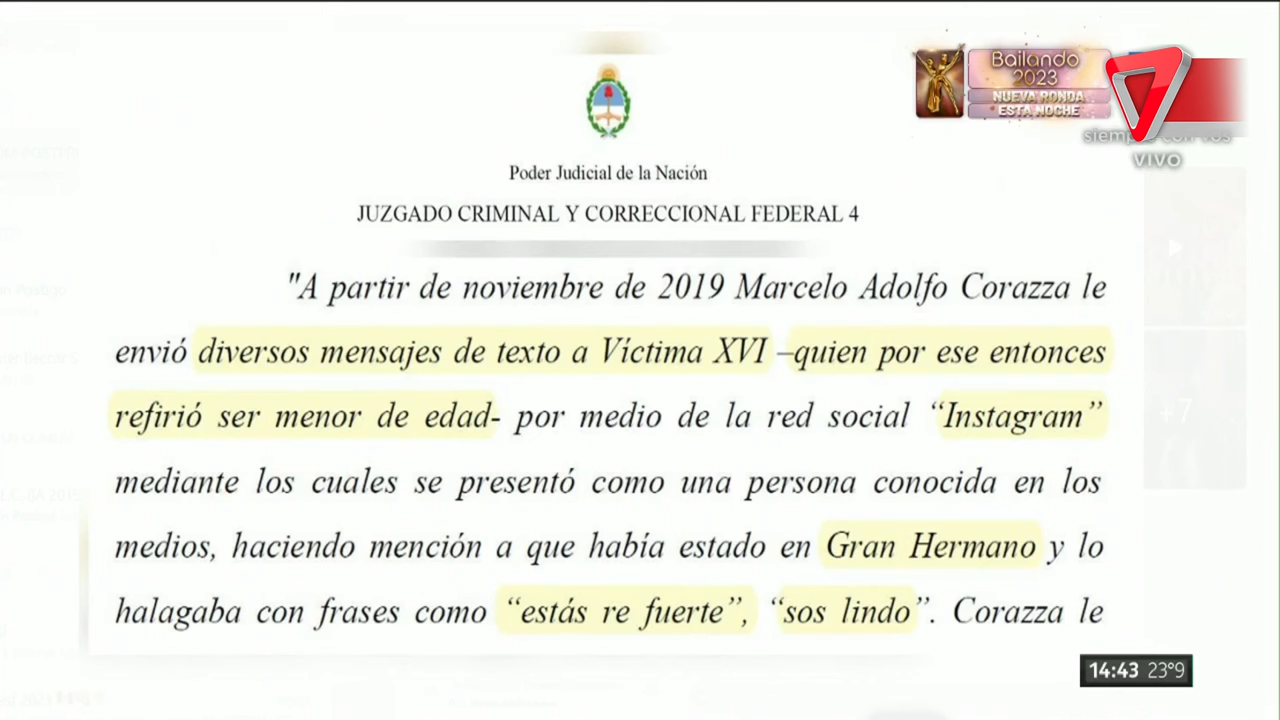 Bailando
2023
NUEVA RONDA
ESTA NOCHE
VIVO
Poder Judicial de la Nación
JUZGADO CRIMINAL Y CORRECCIONAL FEDERAL 4
"A partir de noviembre de 2019 Marcelo Adolfo Corazza le
envió diversos mensajes de texto a Víctima XVI –quien por ese entonces
refirió ser menor de edad- por medio de la red social “Instagram”
mediante los cuales se presentó como una persona conocida en los
medios, haciendo mención a que había estado en Gran Hermano y lo
halagaba con frases como “estás re fuerte”, “sos lindo”. Corazza le
+7
14:43 23°9